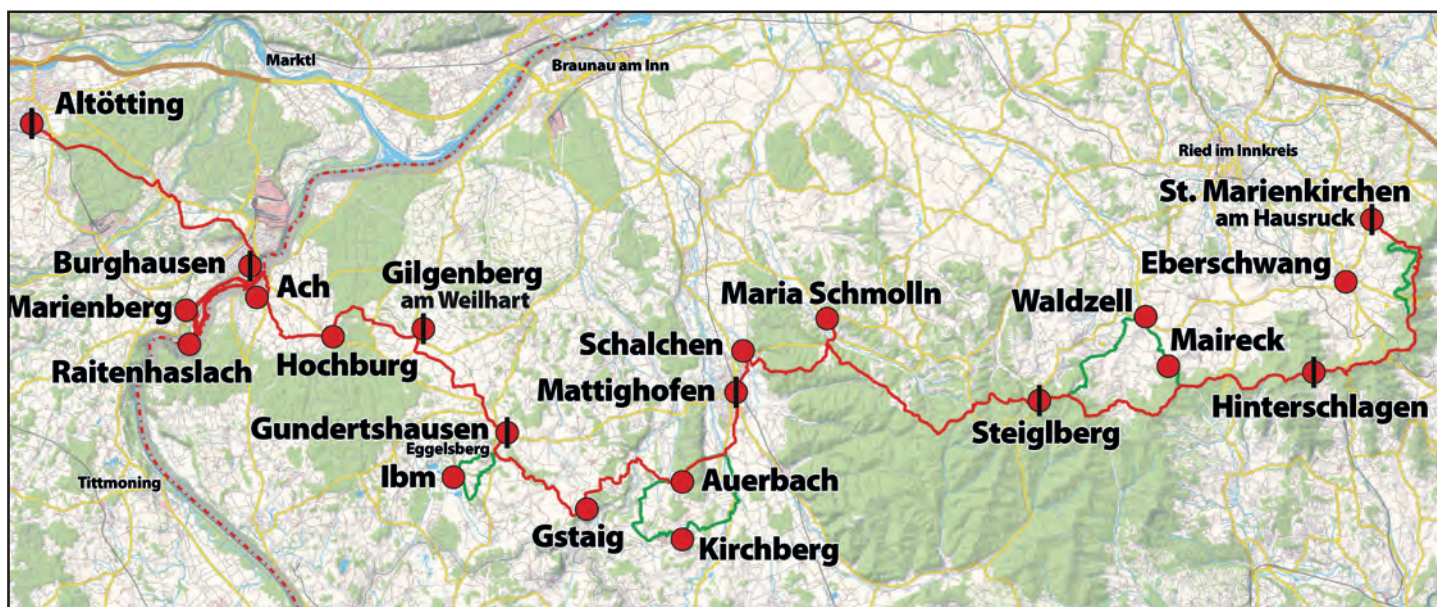 Marktl
Braunau am Inn
Altötting
Ried im Innkreis
St. Marienkirchen
am Hausruck
Burghausen
Ach
Gilgenberg
am Weilhart
Eberschwang
Marienberg
Maria Schmolln
Waldzell
Raitenhaslach
Hochburg
Schalchen
Maireck
Mattighofen
Hinterschlagen
Gundertshausen
Eggelsberg
Steiglberg
Ibm
Tittmoning
Auerbach
Gstaig
Kirchberg